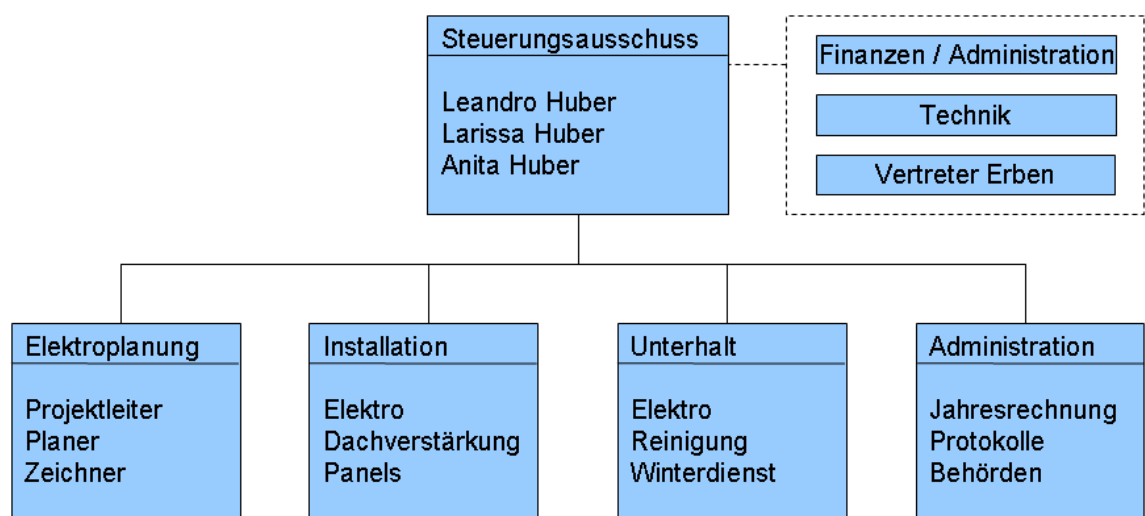 Steuerungsausschuss
Leandro Huber
Larissa Huber
Anita Huber
Finanzen / Administration
Technik
Vertreter Erben
Elektroplanung
Projektleiter
Planer
Zeichner
Installation
Elektro
Dachverstärkung
Panels
Unterhalt
Elektro
Reinigung
Winterdienst
Administration
Jahresrechnung
Protokolle
Behörden